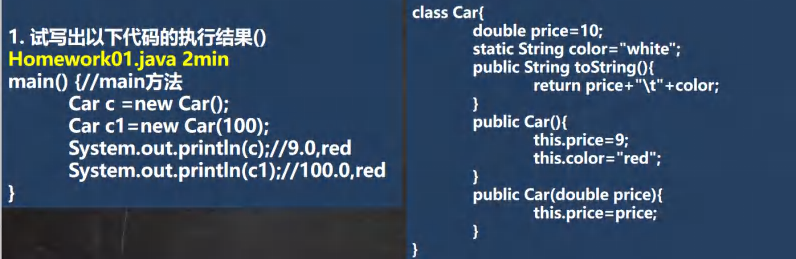 1. 试写出以下代码的执行结果()
Homework01.java 2min
main() {//main方法
Car c =new Car();
Car c1=new Car(100);
System.out.println(c);//9.0,red
System.out.println(c1);//100.0,red
}
class Car{
double price=10;
static String color="white";
public String toString(){
return price+"\t"+color;
}
public Car(){
this.price=9;
this.color="red";
}
public Car(double price){
this.price=price;
}
}